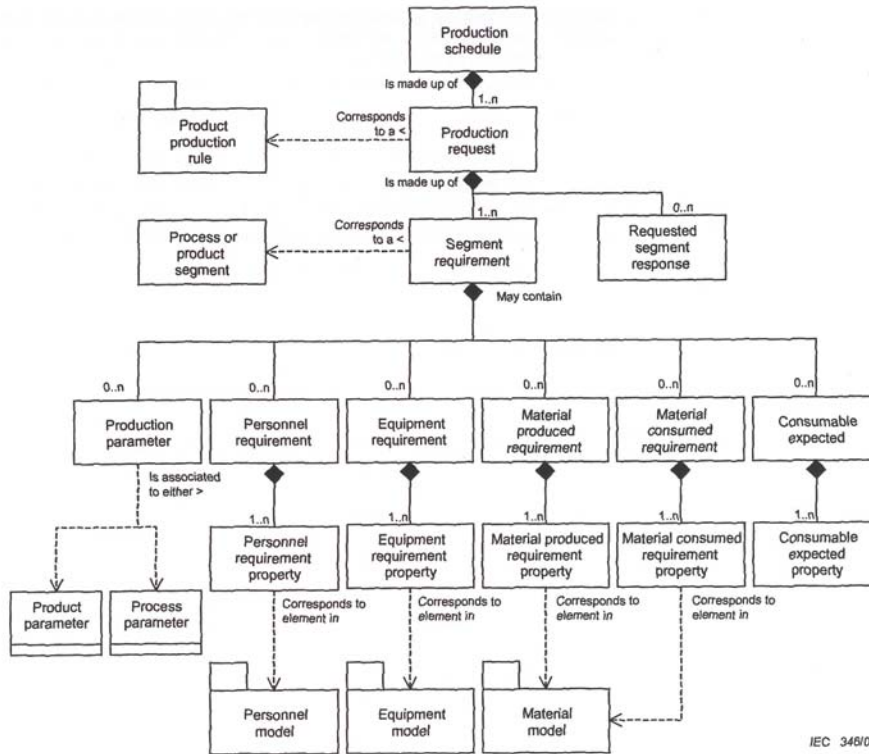 Production
schedule
Is made up of
1..n
Product
production
rule
Corresponds
to a <
Production
request
Is made up of
1..n
0..n
Process or
product
segment
Corresponds
to a <
Segment
requirement
Requested
segment
response
May contain
0..n
0..n
0..n
0..n
0..n
0..n
Production
parameter
Personnel
requirement
Equipment
requirement
Material
produced
requirement
Material
consumed
requirement
Consumable
expected
Is associated
to either >
1..n
1..n
1..n
1..n
1..n
Personnel
requirement
property
Equipment
requirement
property
Material produced
requirement
property
Material consumed
requirement
property
Consumable
expected
property
Product
parameter
Process
parameter
Corresponds to
element in
Corresponds to
element in
Corresponds to
element in
Corresponds to
element in
Personnel
model
Equipment
model
Material
model
IEC